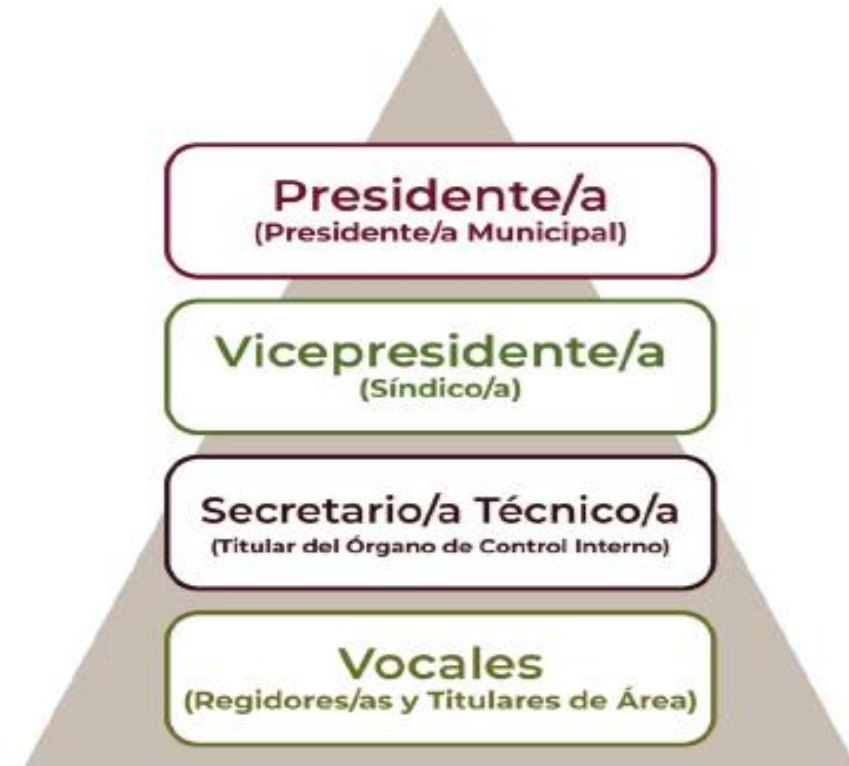 Presidente/a
(Presidente/a Municipal)
Vicepresidente/a
(Síndico/a)
Secretario/a Técnico/a
(Titular del Órgano de Control Interno)
Vocales
(Regidores/as y Titulares de Área)